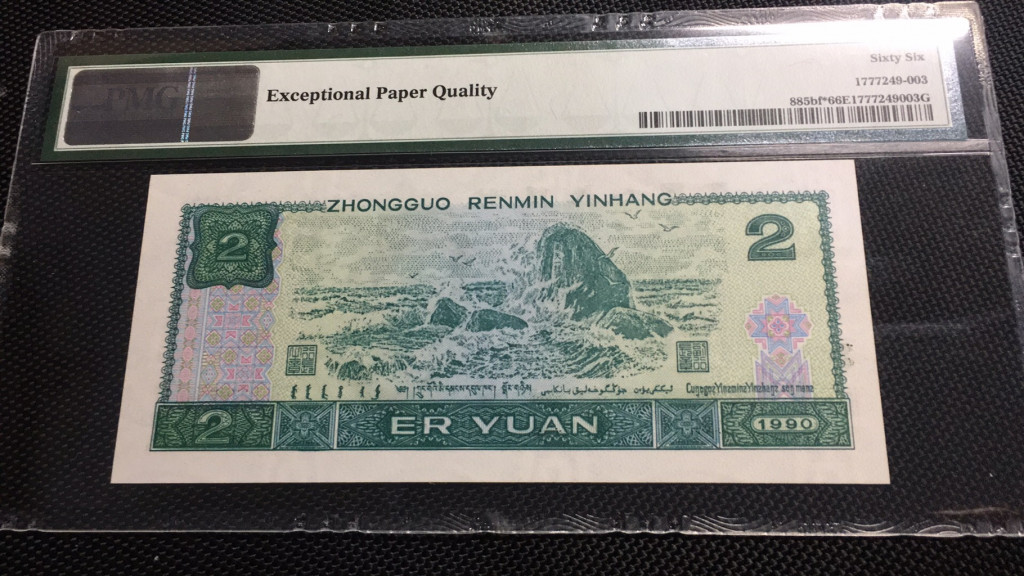 Sixty Six
PMG
Exceptional Paper Quality
1777249-003
885bf*66E1777249003G
ZHONGGUO RENMIN YINHANG
2
2
2
ER YUAN
1990